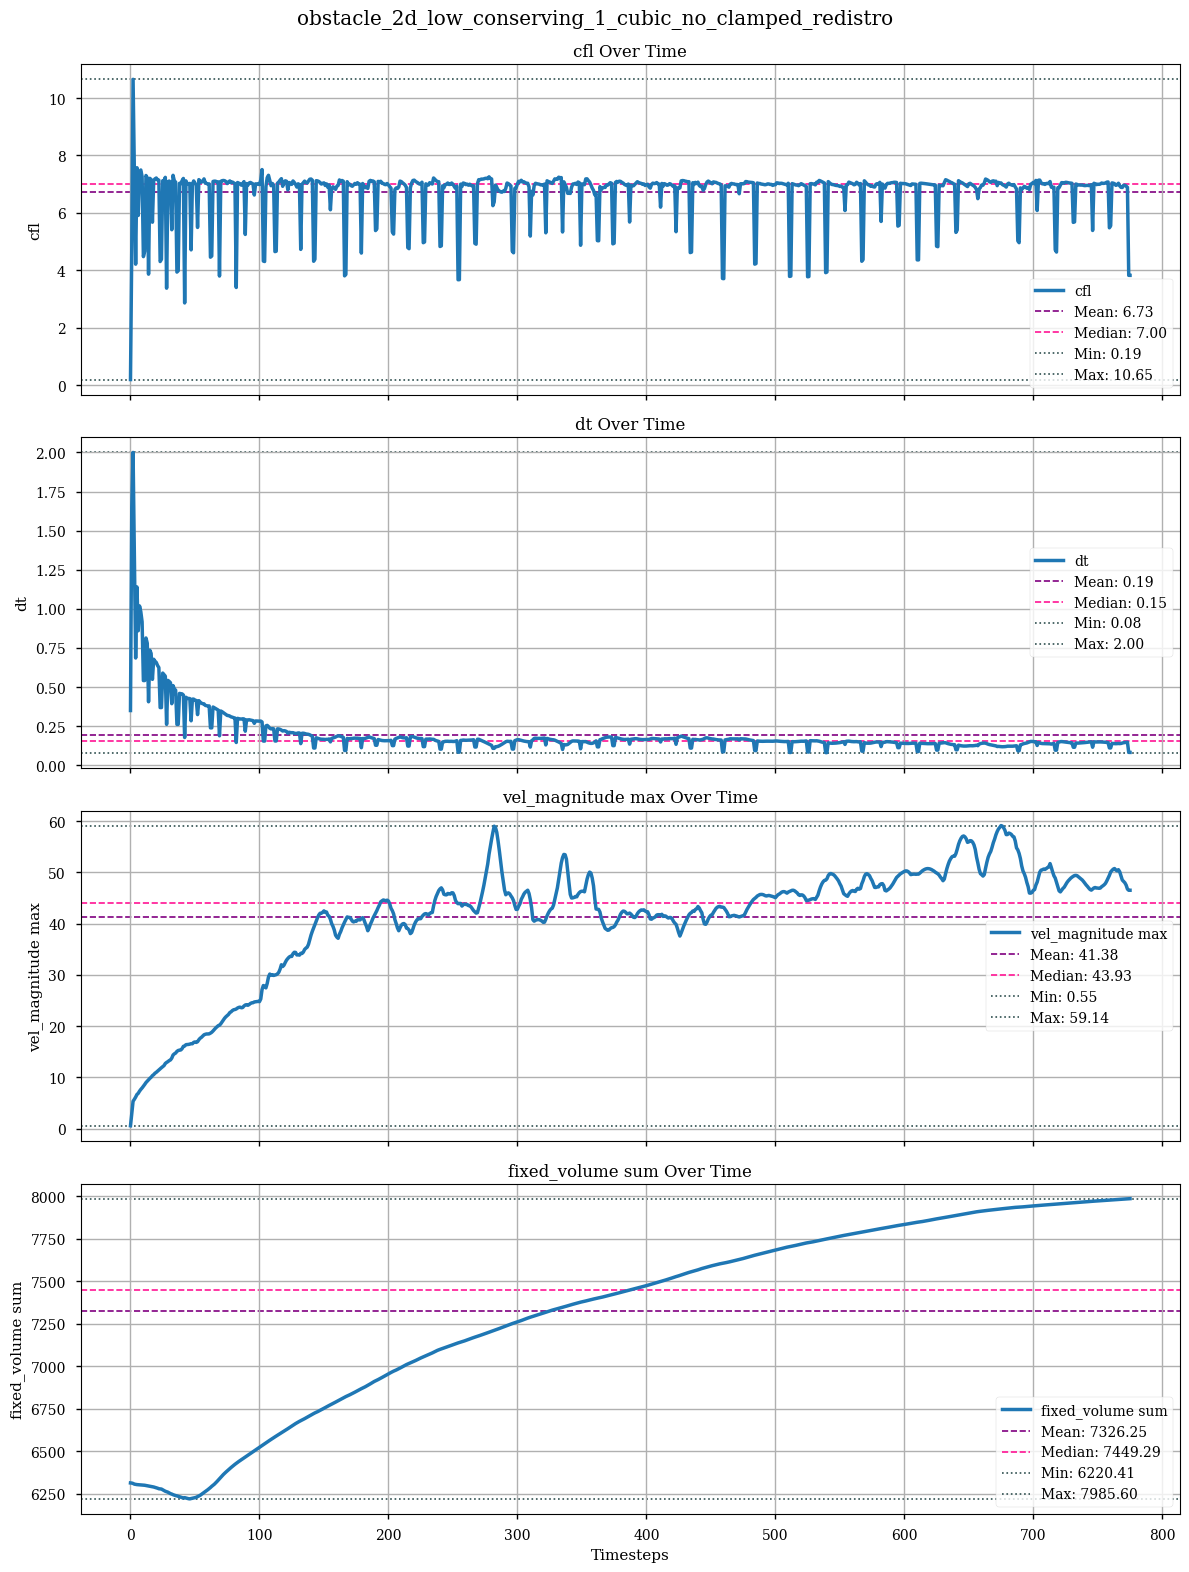 obstacle_2d_low_conserving_1_cubic_no_clamped_redistro
cfl Over Time
10
8
6
4
2
0
cfl
cfl
Mean: 6.73
Median: 7.00
Min: 0.19
Max: 10.65
dt Over Time
2.00
1.75
1.50
1.25
1.00
0.75
0.50
0.25
0.00
dt
dt
Mean: 0.19
Median: 0.15
Min: 0.08
Max: 2.00
vel_magnitude max Over Time
60
50
40
30
20
10
0
vel_magnitude max
vel_magnitude max
Mean: 41.38
Median: 43.93
Min: 0.55
Max: 59.14
fixed_volume sum Over Time
8000
7750
7500
7250
7000
6750
6500
6250
fixed_volume sum
fixed_volume sum
Mean: 7326.25
Median: 7449.29
Min: 6220.41
Max: 7985.60
0 100 200 300 400 500 600 700 800
Timesteps